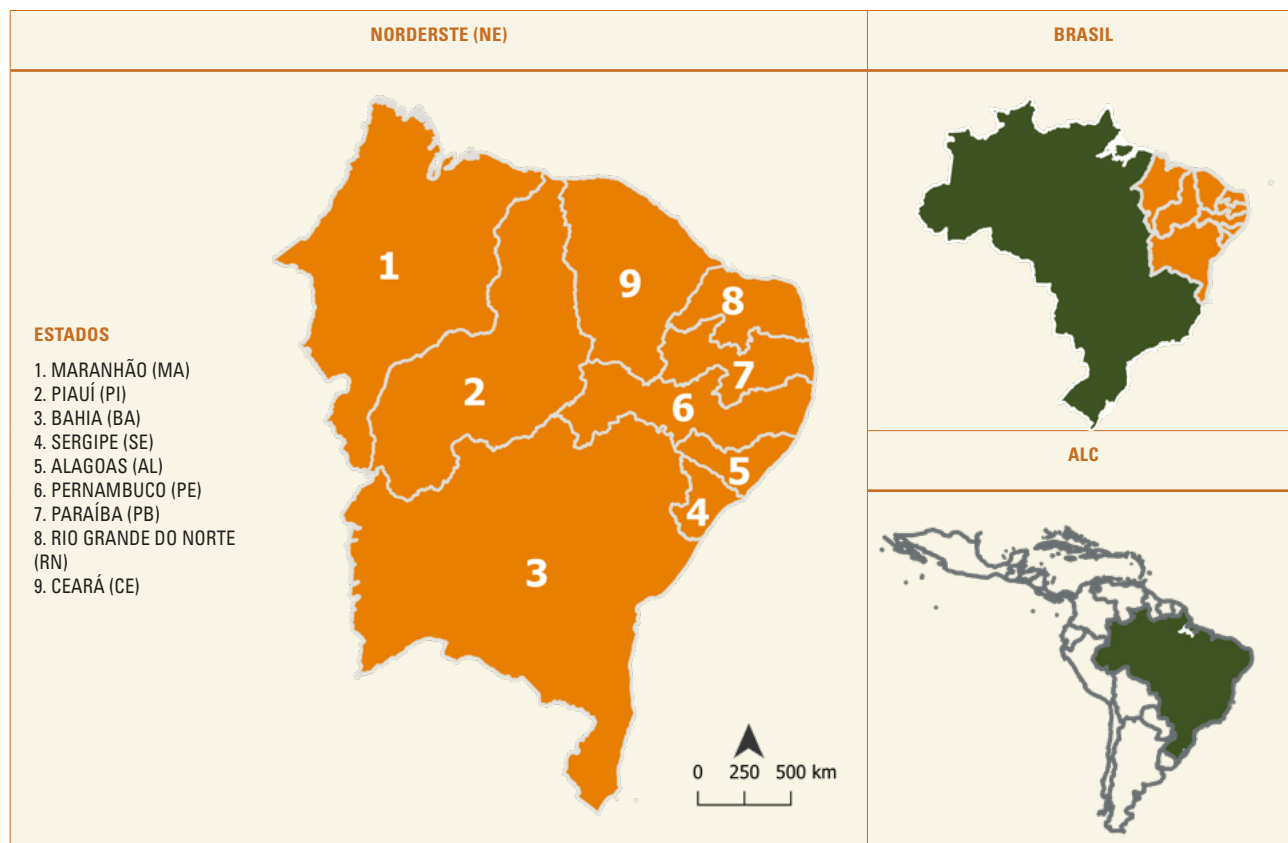 NORDERSTE (NE)
BRASIL
ESTADOS
1. MARANHÃO (MA)
2. PIAUÍ (PI)
3. BAHIA (BA)
4. SERGIPE (SE)
5. ALAGOAS (AL)
6. PERNAMBUCO (PE)
7. PARAÍBA (PB)
8. RIO GRANDE DO NORTE
(RN)
9. CEARÁ (CE)
1
9
8
7
2
6
5
4
3
0 250 500 km
ALC